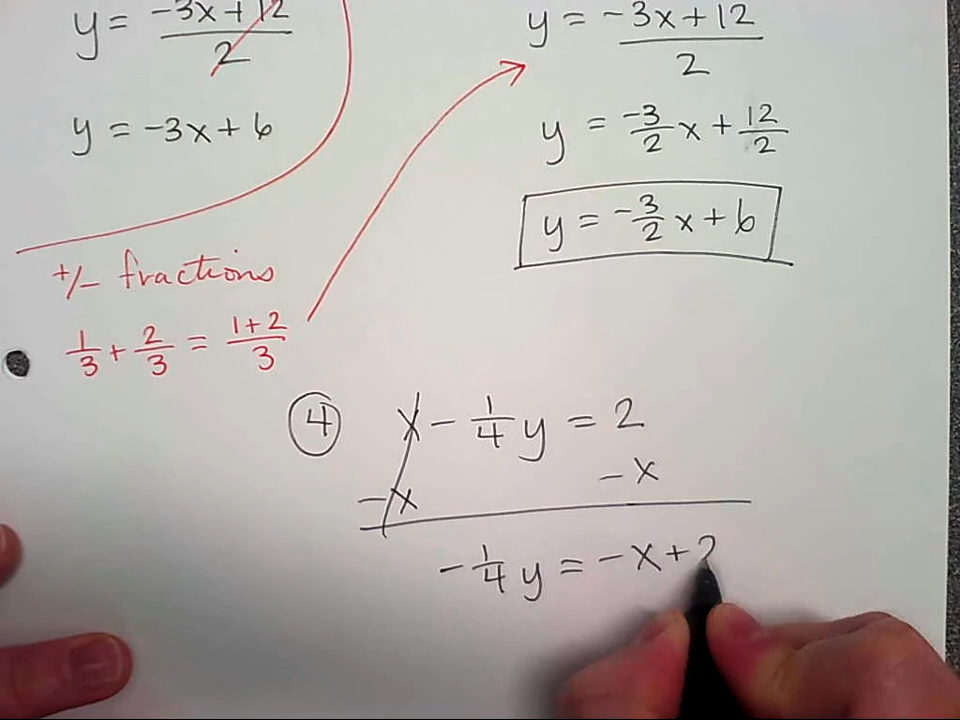 y = -3x+12/2
y = -3x+6
+/- fractions
1/3 + 2/3 = 1+2/3
y = -3x+12/2
y = -3/2 x + 12/2
y = -3/2 x + 6
4 x - 1/4 y = 2
-x -x
-1/4 y = -x+2